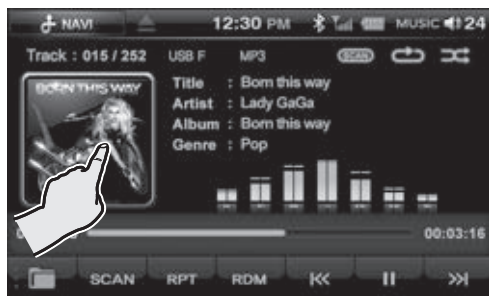 NAVI 12:30 PM MUSIC 24
Track : 015 / 252 USB F MP3 SCAN
BORN THIS WAY
Title : Born this way
Artist : Lady GaGa
Album : Born this way
Genre : Pop
00:03:16
SCAN RPT RDM